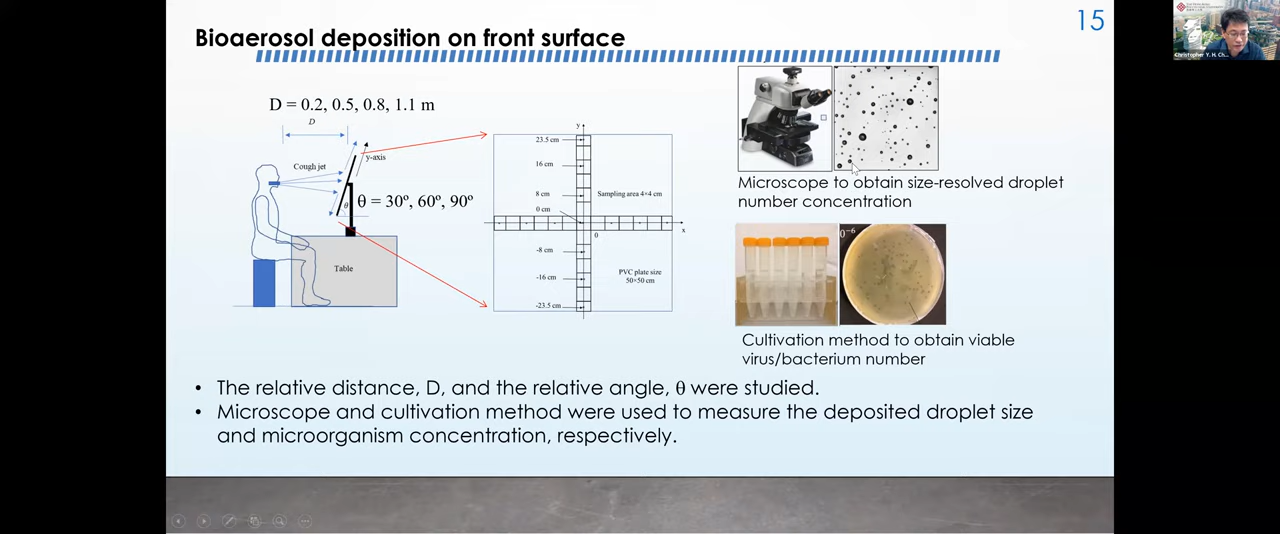 15
Bioaerosol deposition on front surface
Christopher Y. H. Ch...
D = 0.2, 0.5, 0.8, 1.1 m
D
Cough jet
y-axis
θ
θ = 30º, 60º, 90º
Table
y
23.5 cm
16 cm
8 cm
Sampling area 4×4 cm
0 cm
x
0
-8 cm
PVC plate size
50×50 cm
-16 cm
-23.5 cm
Microscope to obtain size-resolved droplet
number concentration
0⁻⁶
Cultivation method to obtain viable
virus/bacterium number
• The relative distance, D, and the relative angle, θ were studied.
• Microscope and cultivation method were used to measure the deposited droplet size
and microorganism concentration, respectively.